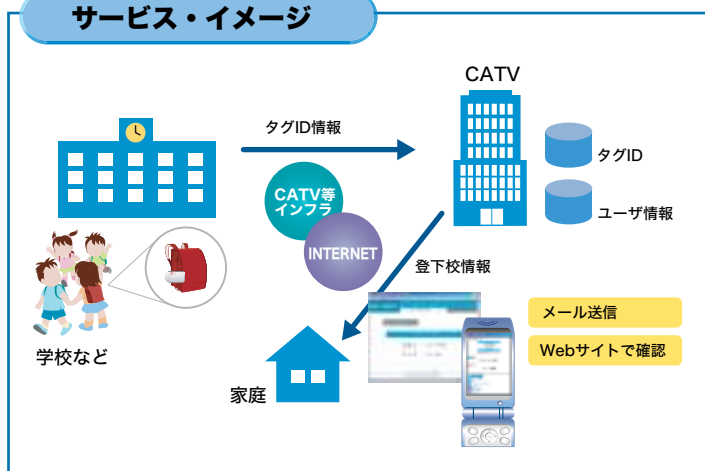 サービス・イメージ
CATV
タグID情報
タグID
CATV等
インフラ
ユーザ情報
INTERNET
登下校情報
メール送信
Webサイトで確認
学校など
家庭